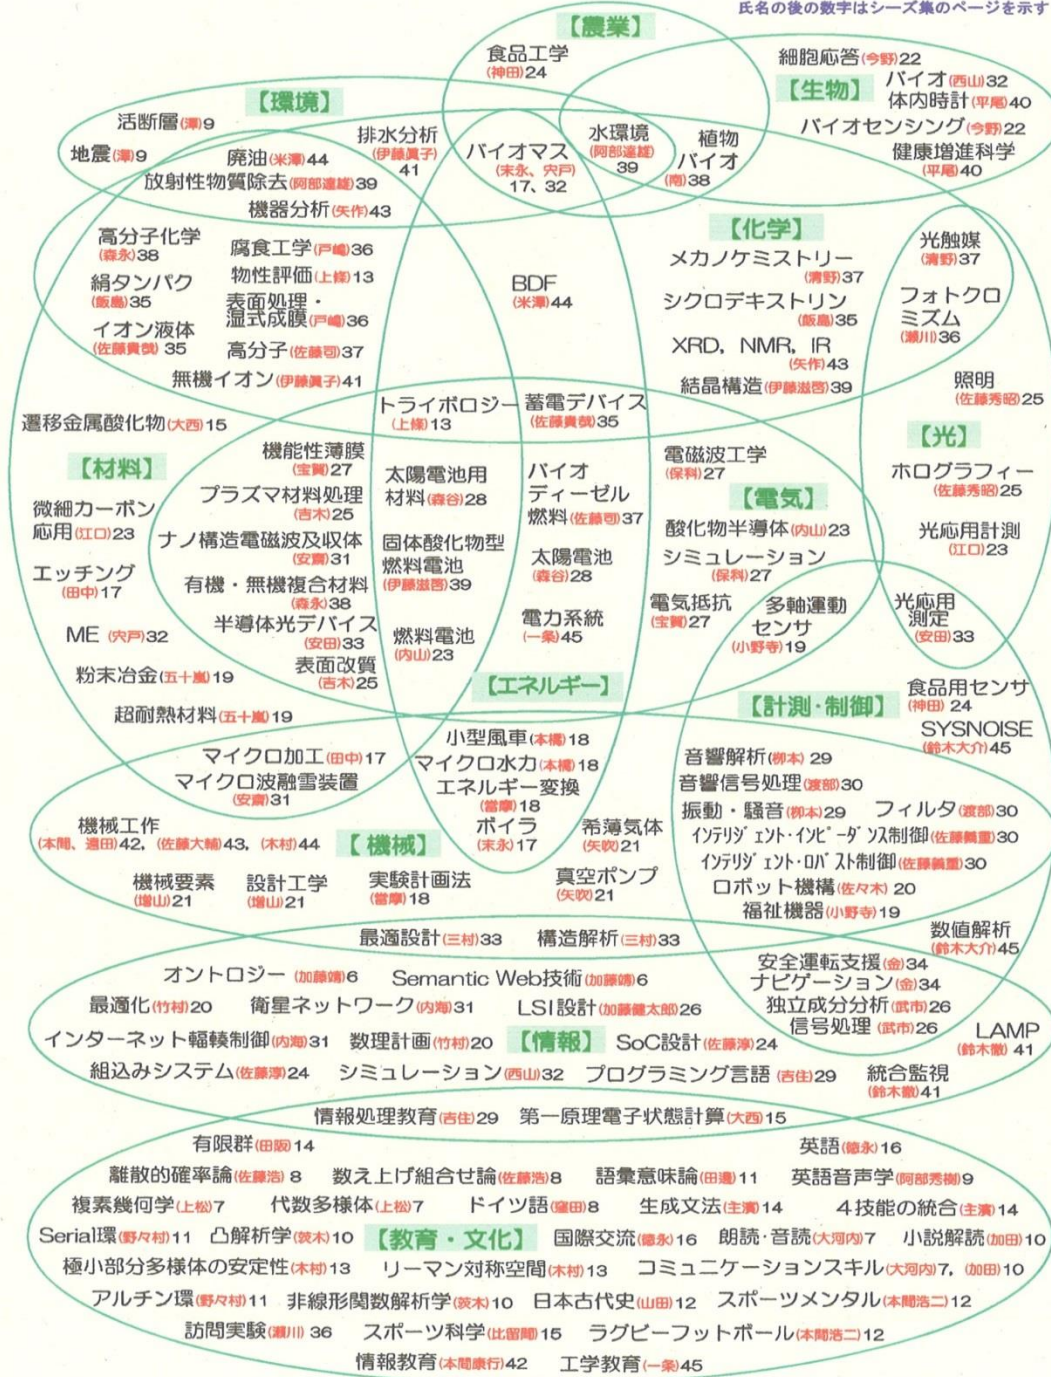 氏名の後の数字はシーズ集のページを示す
【農業】
食品工学
(神田)24
細胞応答(今野)22
【生物】
バイオ(西山)32
体内時計(平尾)40
バイオセンシング(今野)22
健康増進科学
(平尾)40
【環境】
活断層(澤)9
地震(澤)9
廃油(米澤)44
排水分析
(伊藤眞子)
41
放射性物質除去(阿部達雄)39
機器分析(矢作)43
バイオマス
(末永、宍戸)
17、32
水環境
(阿部達雄)
39
植物
バイオ
(南)38
高分子化学
(森永)38
腐食工学(戸嶋)36
絹タンパク
(飯島)35
物性評価(上條)13
表面処理・
湿式成膜(戸嶋)36
イオン液体
(佐藤貴哉)35
高分子(佐藤司)37
無機イオン(伊藤眞子)41
BDF
(米澤)44
【化学】
メカノケミストリー
(清野)37
シクロデキストリン
(飯島)35
XRD, NMR, IR
(矢作)43
結晶構造(伊藤滋啓)39
光触媒
(清野)37
フォトクロ
ミズム
(瀬川)36
照明
(佐藤秀昭)25
遷移金属酸化物(大西)15
トライボロジー
(上條)13
蓄電デバイス
(佐藤貴哉)35
【材料】
微細カーボン
応用(江口)23
エッチング
(田中)17
ME (宍戸)32
粉末冶金(五十嵐)19
超耐熱材料(五十嵐)19
機能性薄膜
(宝賀)27
プラズマ材料処理
(吉木)25
ナノ構造電磁波及収体
(安齋)31
有機・無機複合材料
(森永)38
半導体光デバイス
(安田)33
表面改質
(吉木)25
太陽電池用
材料(森谷)28
固体酸化物型
燃料電池
(伊藤滋啓)39
燃料電池
(内山)23
バイオ
ディーゼル
燃料(佐藤司)37
太陽電池
(森谷)28
電力系統
(一条)45
【エネルギー】
電磁波工学
(保科)27
【電気】
酸化物半導体(内山)23
シミュレーション
(保科)27
電気抵抗
(宝賀)27
多軸運動
センサ
(小野寺)19
【光】
ホログラフィー
(佐藤秀昭)25
光応用計測
(江口)23
光応用
測定
(安田)33
【計測・制御】
食品用センサ
(神田)24
SYSNOISE
(鈴木大介)45
マイクロ加工(田中)17
マイクロ波融雪装置
(安齋)31
小型風車(本橋)18
マイクロ水力(本橋)18
エネルギー変換
(當摩)18
ボイラ
(末永)17
希薄気体
(矢吹)21
真空ポンプ
(矢吹)21
音響解析(柳本)29
音響信号処理(渡部)30
振動・騒音(柳本)29
フィルタ(渡部)30
インテリジェント・インピーダンス制御(佐藤義重)30
インテリジェント・ロバスト制御(佐藤義重)30
ロボット機構(佐々木)20
福祉機器(小野寺)19
機械工作
(本間、遠田)42, (佐藤大輔)43, (木村)44
【機械】
機械要素
(増山)21
設計工学
(増山)21
実験計画法
(當摩)18
最適設計(三村)33 構造解析(三村)33
数値解析
(鈴木大介)45
安全運転支援(金)34
ナビゲーション(金)34
独立成分分析(武市)26
信号処理(武市)26
オントロジー(加藤靖)6 Semantic Web技術(加藤靖)6
最適化(竹村)20 衛星ネットワーク(内海)31 LSI設計(加藤健太郎)26
インターネット輻輳制御(内海)31 数理計画(竹村)20 【情報】 SoC設計(佐藤淳)24
LAMP
(鈴木徹)41
組込みシステム(佐藤淳)24 シミュレーション(西山)32 プログラミング言語(吉住)29
統合監視
(鈴木徹)41
情報処理教育(吉住)29 第一原理電子状態計算(大西)15
有限群(田阪)14 英語(徳永)16
離散的確率論(佐藤浩)8 数え上げ組合せ論(佐藤浩)8 語彙意味論(田邊)11 英語音声学(阿部秀樹)9
複素幾何学(上松)7 代数多様体(上松)7 ドイツ語(窪田)8 生成文法(主濱)14 4技能の統合(主濱)14
Serial環(野々村)11 凸解析学(茨木)10 【教育・文化】 国際交流(徳永)16 朗読・音読(大河内)7 小説解読(加田)10
極小部分多様体の安定性(木村)13 リーマン対称空間(木村)13 コミュニケーションスキル(大河内)7, (加田)10
アルチン環(野々村)11 非線形関数解析学(茨木)10 日本古代史(山田)12 スポーツメンタル(本間浩二)12
訪問実験(瀬川)36 スポーツ科学(比留間)15 ラグビーフットボール(本間浩二)12
情報教育(本間康行)42 工学教育(一条)45